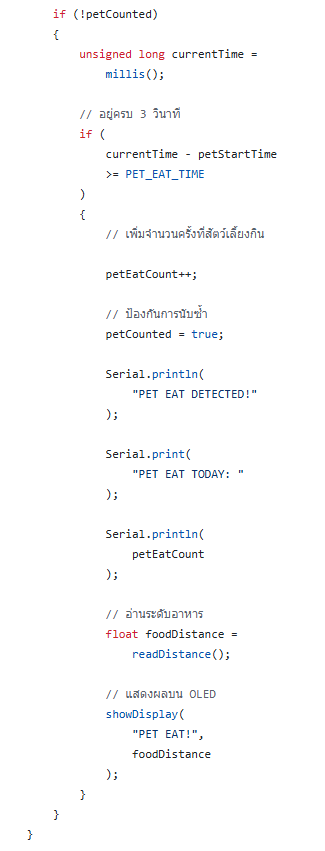 if (!petCounted)
{
unsigned long currentTime =
millis();
// อยู่ครบ 3 วินาที
if (
currentTime - petStartTime
>= PET_EAT_TIME
)
{
// เพิ่มจำนวนครั้งที่สัตว์เลี้ยงกิน
petEatCount++;
// ป้องกันการนับซ้ำ
petCounted = true;
Serial.println(
"PET EAT DETECTED!"
);
Serial.print(
"PET EAT TODAY: "
);
Serial.println(
petEatCount
);
// อ่านระดับอาหาร
float foodDistance =
readDistance();
// แสดงผลบน OLED
showDisplay(
"PET EAT!",
foodDistance
);
}
}
}